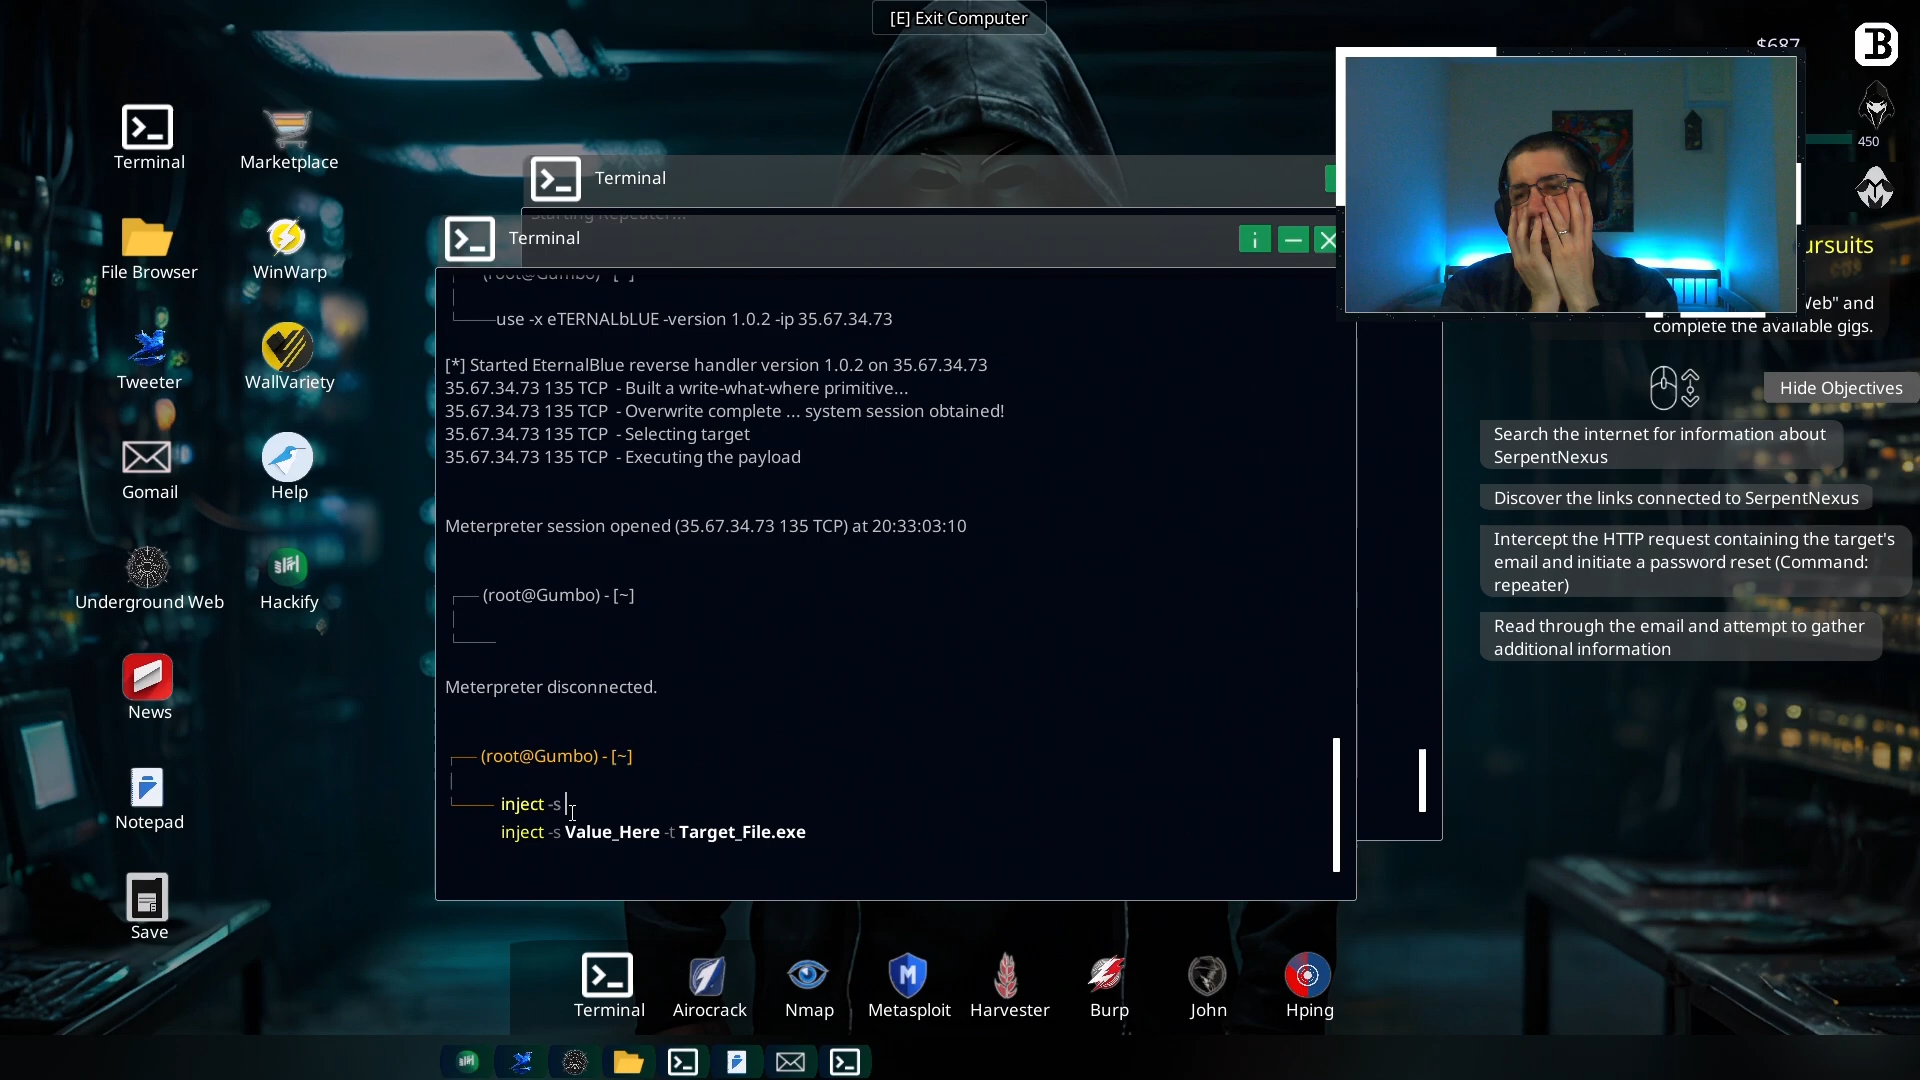 [E] Exit Computer
$687
450
Terminal
Marketplace
File Browser
WinWarp
Tweeter
WallVariety
Gomail
Help
Underground Web
Hackify
News
Notepad
Save
Terminal
Starting Repeater...
Terminal
(root@Gumbo) - [~]
use -x eTERNALbLUE -version 1.0.2 -ip 35.67.34.73
[*] Started EternalBlue reverse handler version 1.0.2 on 35.67.34.73
35.67.34.73 135 TCP - Built a write-what-where primitive...
35.67.34.73 135 TCP - Overwrite complete ... system session obtained!
35.67.34.73 135 TCP - Selecting target
35.67.34.73 135 TCP - Executing the payload
Meterpreter session opened (35.67.34.73 135 TCP) at 20:33:03:10
(root@Gumbo) - [~]
Meterpreter disconnected.
(root@Gumbo) - [~]
inject -s
inject -s Value_Here -t Target_File.exe
ursuits
Web" and
complete the available gigs.
Hide Objectives
Search the internet for information about
SerpentNexus
Discover the links connected to SerpentNexus
Intercept the HTTP request containing the target's
email and initiate a password reset (Command:
repeater)
Read through the email and attempt to gather
additional information
Terminal
Airocrack
Nmap
Metasploit
Harvester
Burp
John
Hping